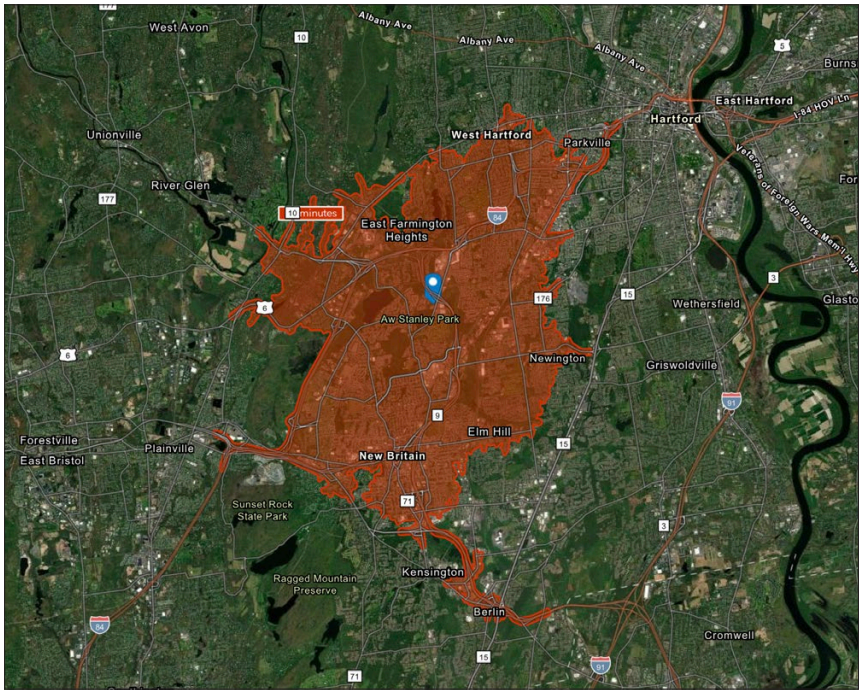 177
West Avon
10
Albany Ave
Albany Ave
Albany Ave
5
Burns
East Hartford
I-84 HOV Ln
Hartford
West Hartford
Parkville
Unionville
River Glen
177
10
minutes
84
East Farmington
Heights
Veterans of Foreign Wars Mem'l Hwy
For
3
Glasto
6
176
15
Wethersfield
Aw Stanley Park
6
Newington
Griswoldville
91
9
Forestville
East Bristol
Plainville
Elm Hill
15
New Britain
71
Sunset Rock
State Park
3
Kensington
Ragged Mountain
Preserve
Berlin
84
Cromwell
15
91
71